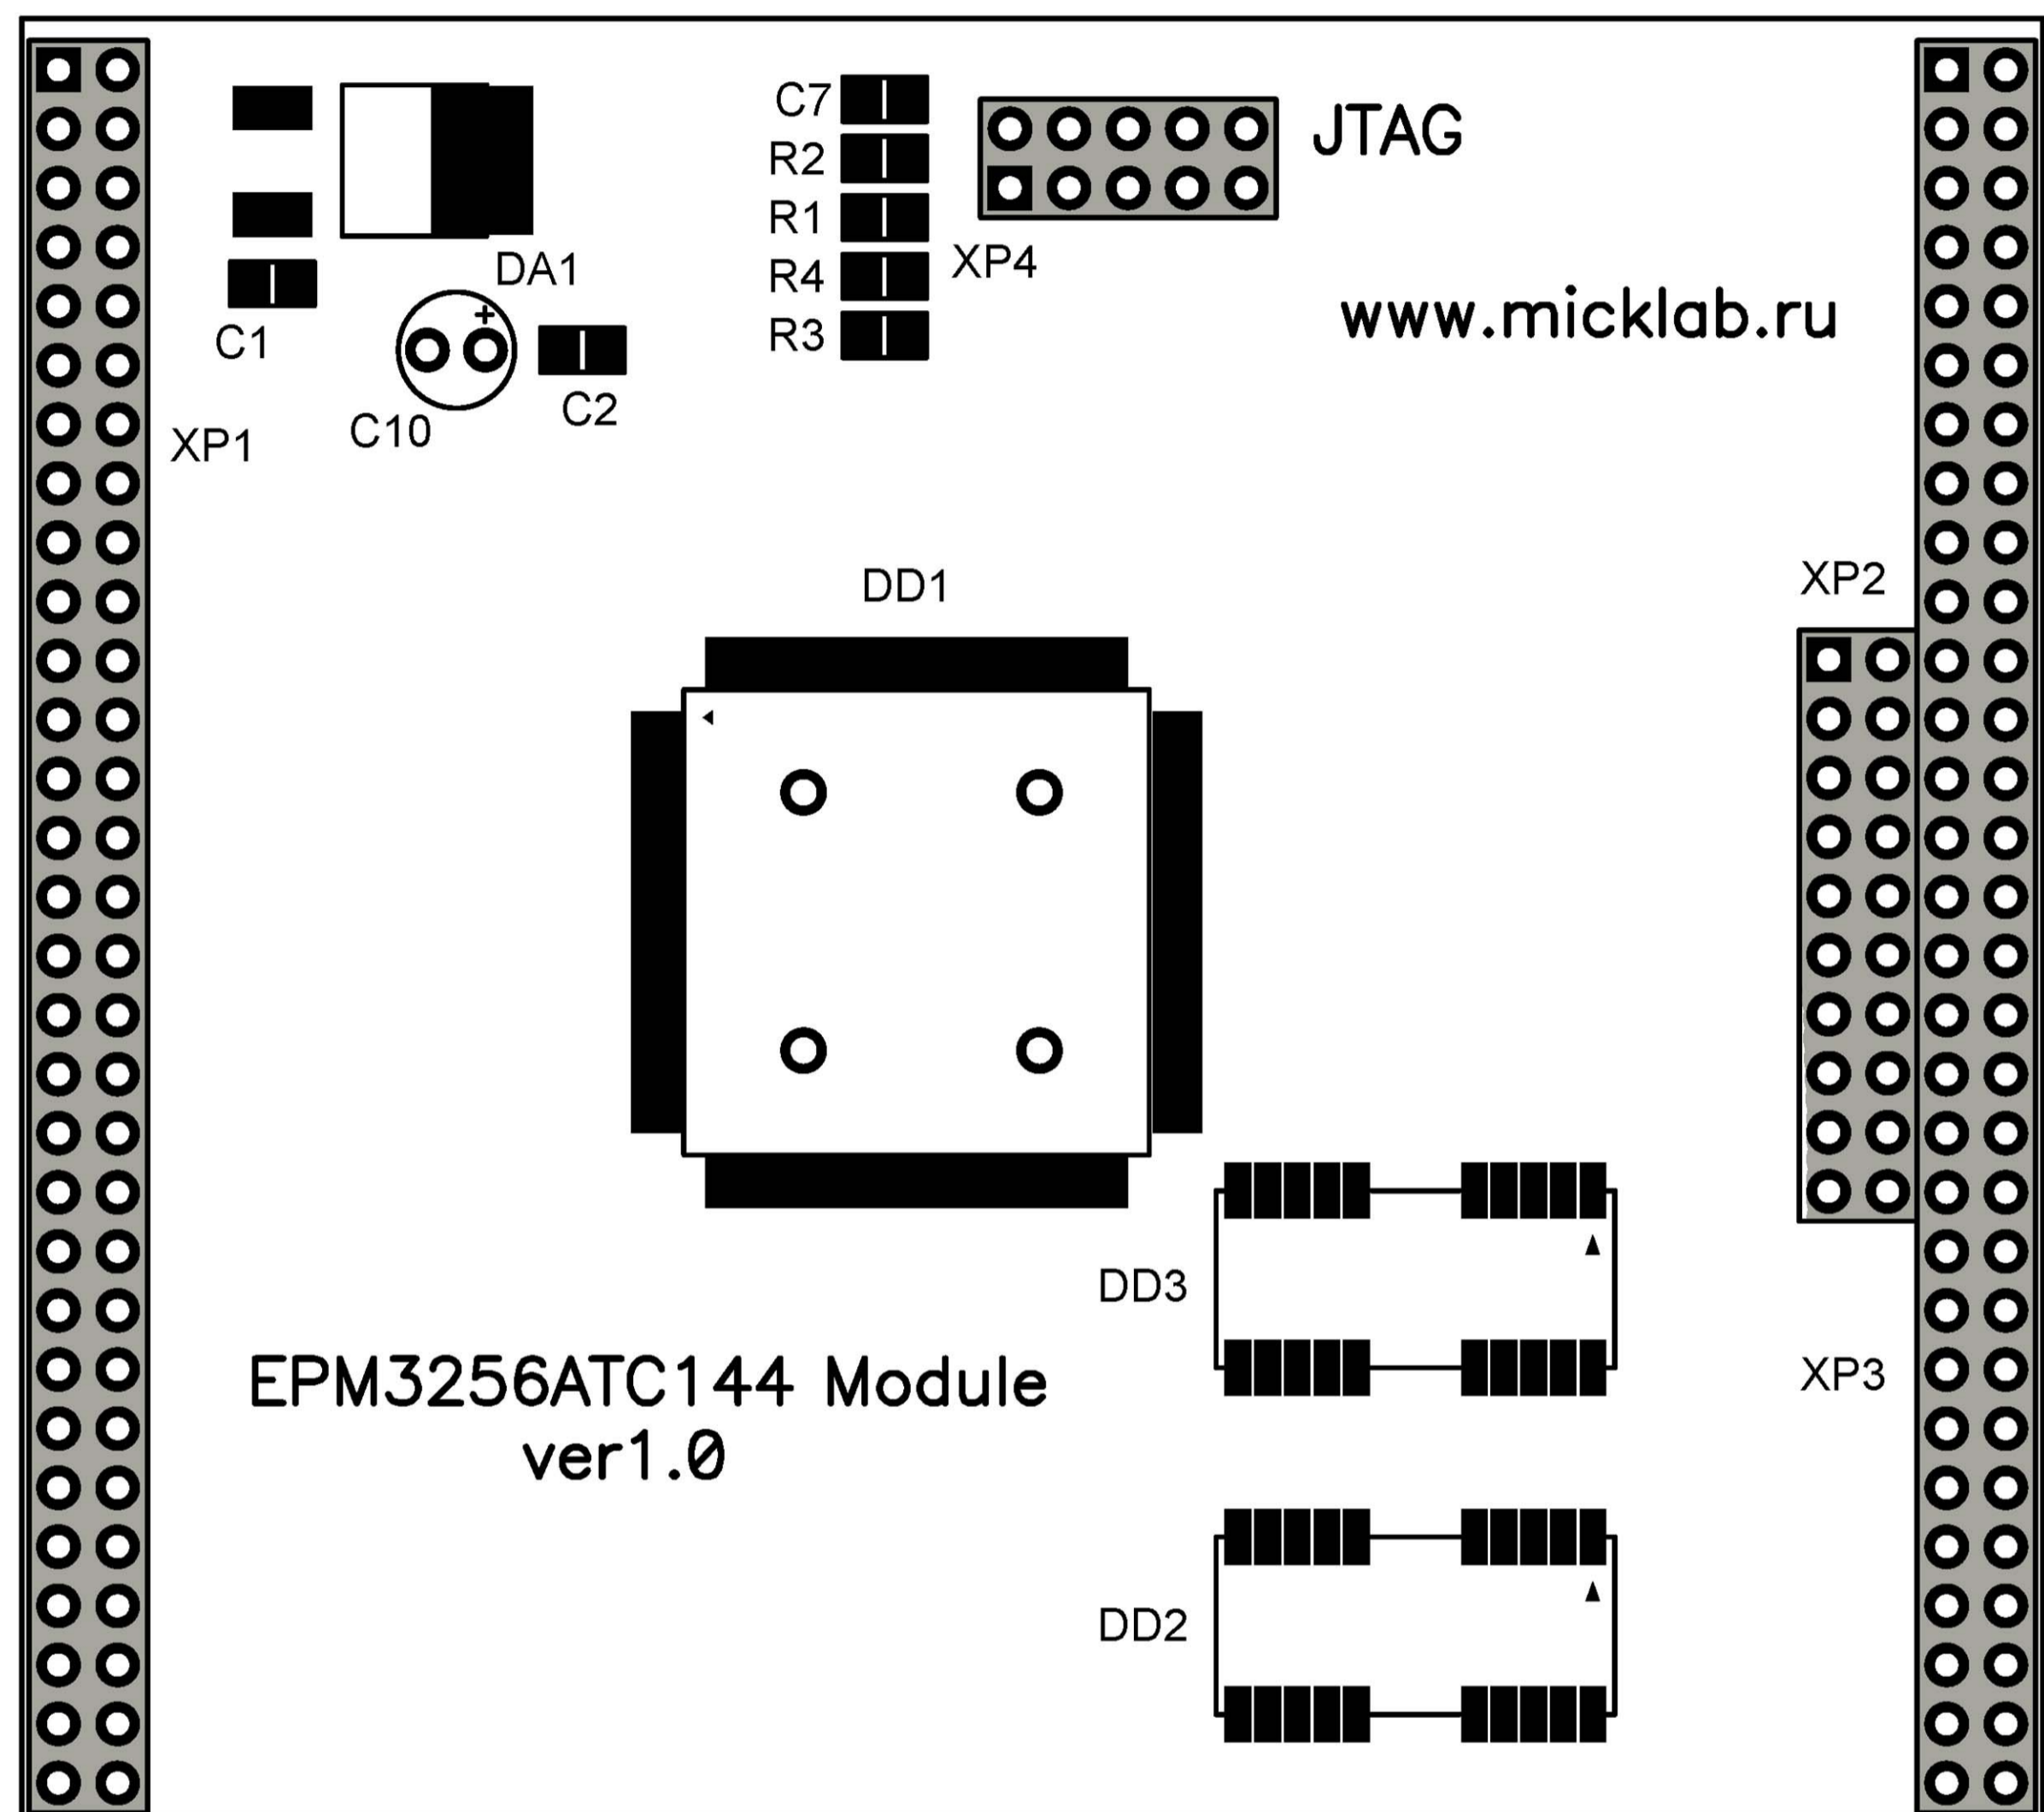 C7
JTAG
R2
R1
XP4
R4
R3
DA1
www.micklab.ru
C1
C10
C2
XP1
DD1
XP2
DD3
EPM3256ATC144 Module
ver1.0
XP3
DD2